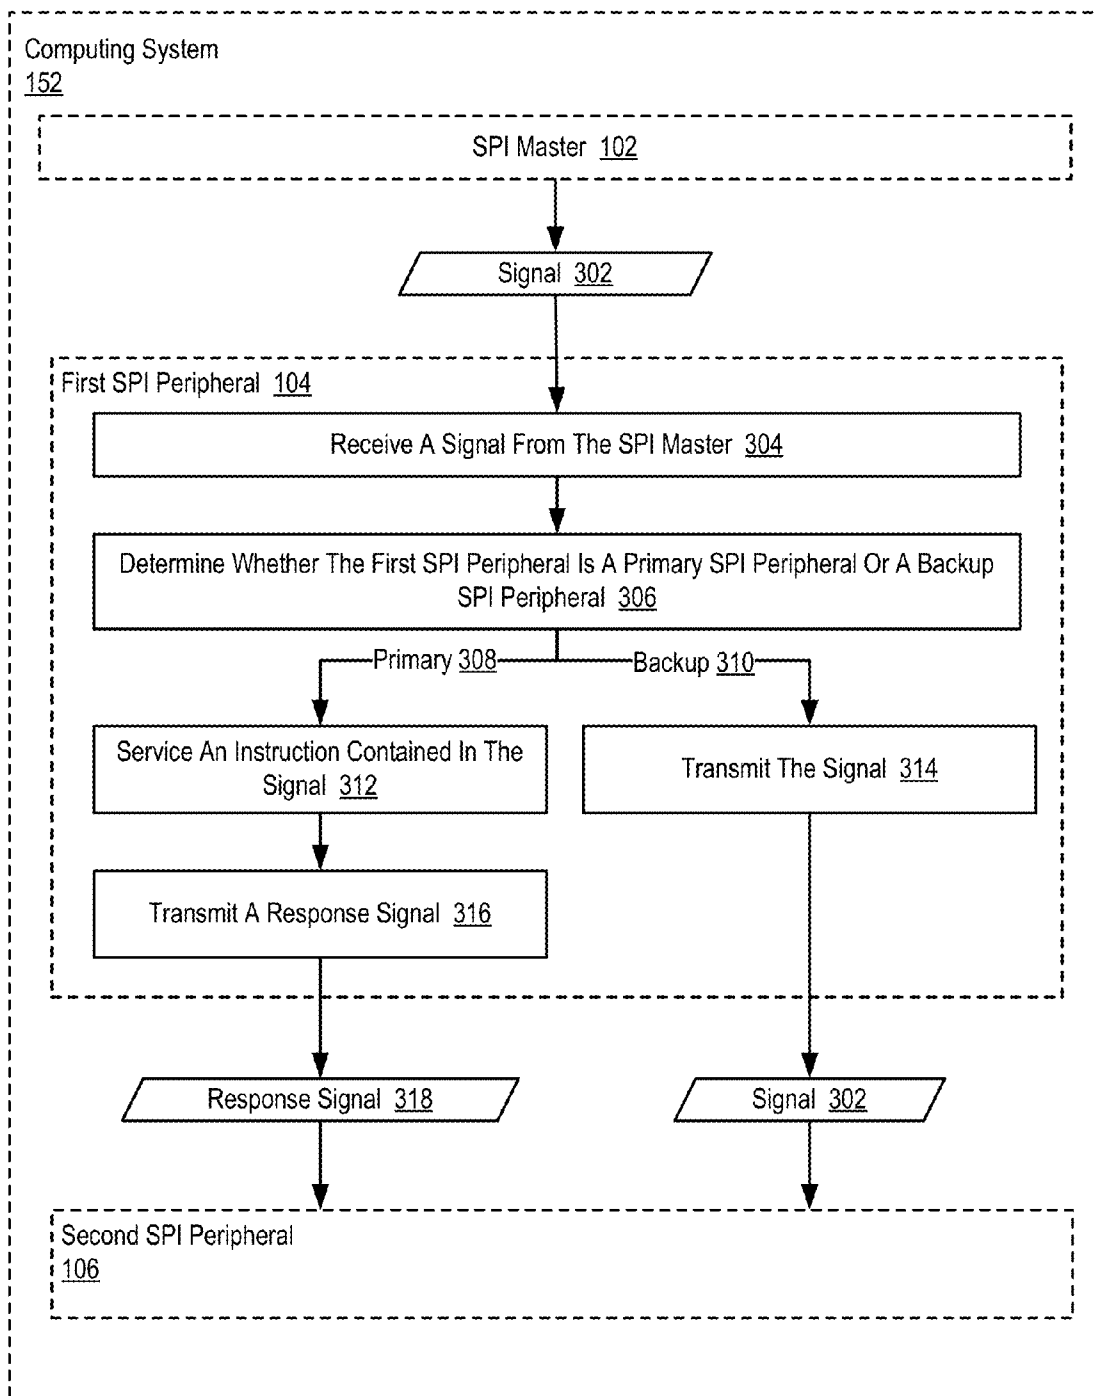 Computing System
152
SPI Master 102
Signal 302
First SPI Peripheral 104
Receive A Signal From The SPI Master 304
Determine Whether The First SPI Peripheral Is A Primary SPI Peripheral Or A Backup
SPI Peripheral 306
Primary 308
Backup 310
Service An Instruction Contained In The
Signal 312
Transmit The Signal 314
Transmit A Response Signal 316
Response Signal 318
Signal 302
Second SPI Peripheral
106